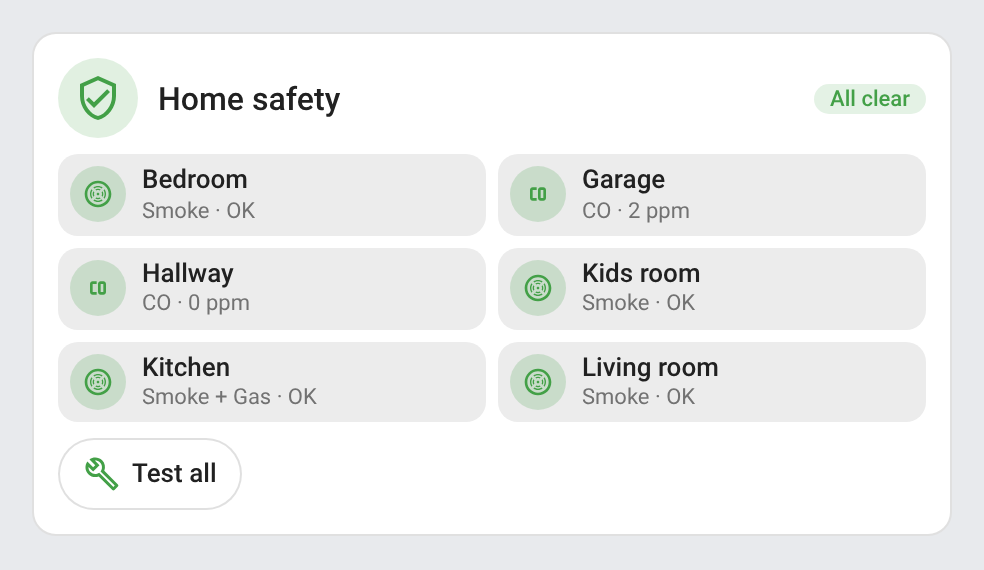 Home safety
All clear
Bedroom
Smoke · OK
CO
Garage
CO · 2 ppm
CO
Hallway
CO · 0 ppm
Kids room
Smoke · OK
Kitchen
Smoke + Gas · OK
Living room
Smoke · OK
Test all